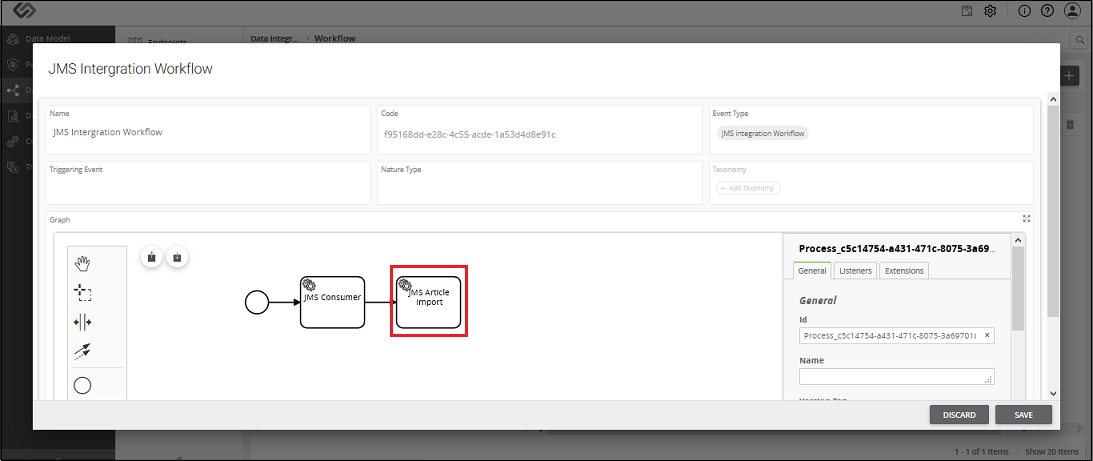 Data Model
Endpoints
Data Integr... › Workflow
JMS Intergration Workflow
Name
JMS Intergration Workflow
Code
f95168dd-e28c-4c55-acde-1a53d4d8e91c
Event Type
JMS integration Workflow
Triggering Event
Nature Type
Taxonomy
+ Add Taxonomy
Graph
JMS Consumer
JMS Article
Import
Process_c5c14754-a431-471c-8075-3a69...
General
Listeners
Extensions
General
Id
Process_c5c14754-a431-471c-8075-3a69701c
×
Name
DISCARD
SAVE
1 - 1 of 1 Items
Show 20 Items